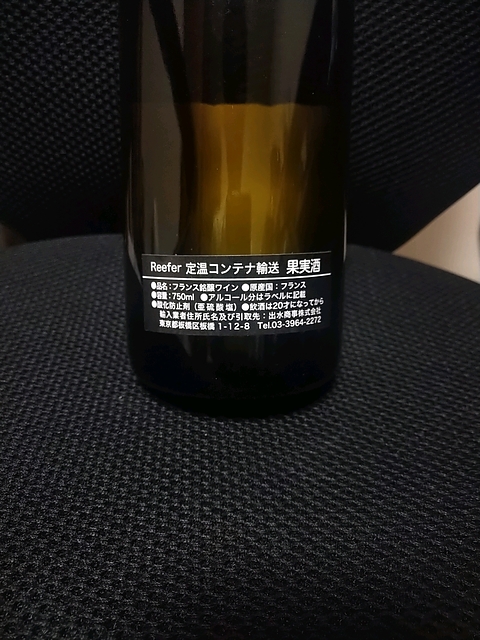 Reefer 定温コンテナ輸送 果実酒
●品名：フランス銘醸ワイン ●原産国：フランス
●容量：750ml ●アルコール分はラベルに記載
●酸化防止剤（亜硫酸塩）●飲酒は20才になってから
輸入業者住所氏名及び引取先：出水商事株式会社
東京都板橋区板橋 1-12-8 Tel.03-3964-2272